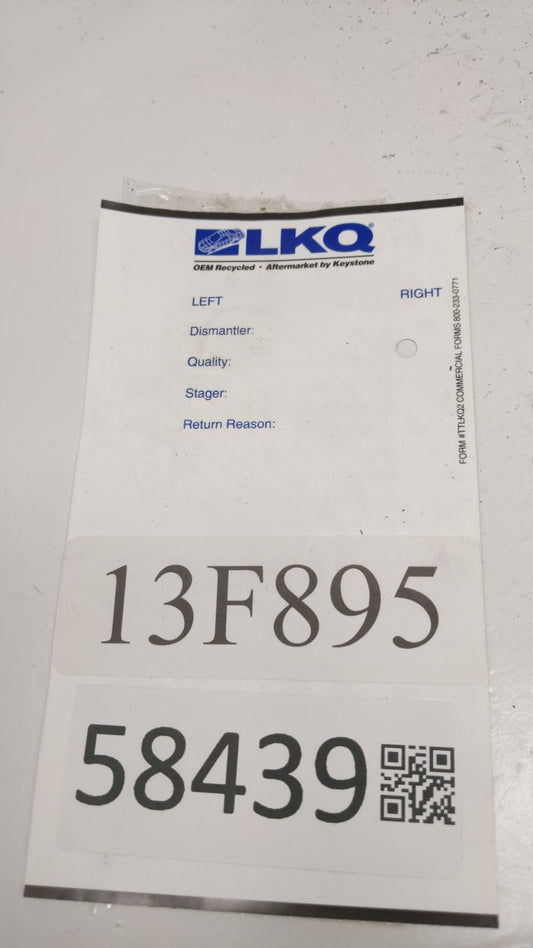 LKQ®
OEM Recycled • Aftermarket by Keystone
LEFT RIGHT
Dismantler:
Quality:
Stager:
Return Reason:
FORM #TTLKQ2 COMMERCIAL FORMS 800-233-0771
13F895
58439